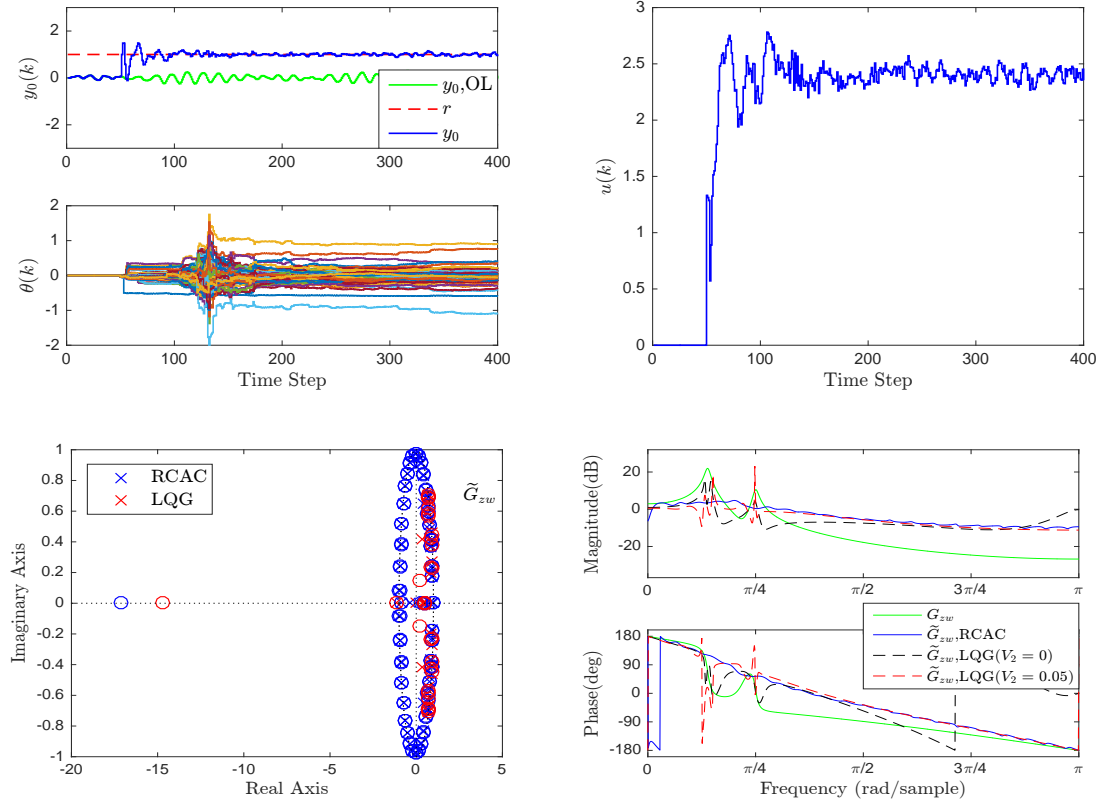 y₀(k)
2
0
-2
0
100
200
300
400
y₀,OL
r
y₀
θ(k)
2
1
0
-1
-2
0
100
200
300
400
Time Step
u(k)
3
2.5
2
1.5
1
0.5
0
0
100
200
300
400
Time Step
Imaginary Axis
1
0.8
0.6
0.4
0.2
0
-0.2
-0.4
-0.6
-0.8
-1
-20
-15
-10
-5
0
5
Real Axis
RCAC
LQG
G̃zw
Magnitude(dB)
20
0
-20
0
π/4
π/2
3π/4
π
Phase(deg)
180
90
0
-90
-180
Gzw
G̃zw,RCAC
G̃zw,LQG(V₂ = 0)
G̃zw,LQG(V₂ = 0.05)
0
π/4
π/2
3π/4
π
Frequency (rad/sample)